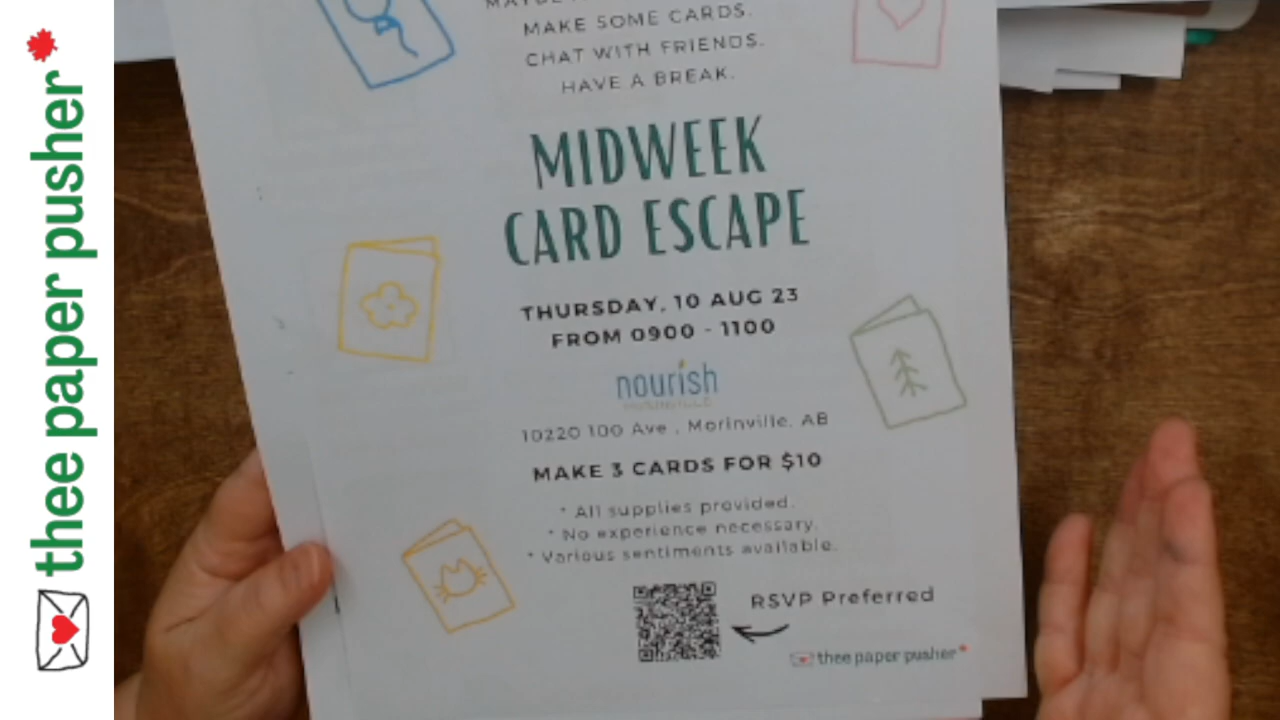 thee paper pusher
MAKE SOME CARDS.
CHAT WITH FRIENDS.
HAVE A BREAK.
MIDWEEK
CARD ESCAPE
THURSDAY, 10 AUG 23
FROM 0900 - 1100
nourish
10220 100 Ave , Morinville, AB
MAKE 3 CARDS FOR $10
* All supplies provided.
* No experience necessary.
* Various sentiments available.
RSVP Preferred
thee paper pusher